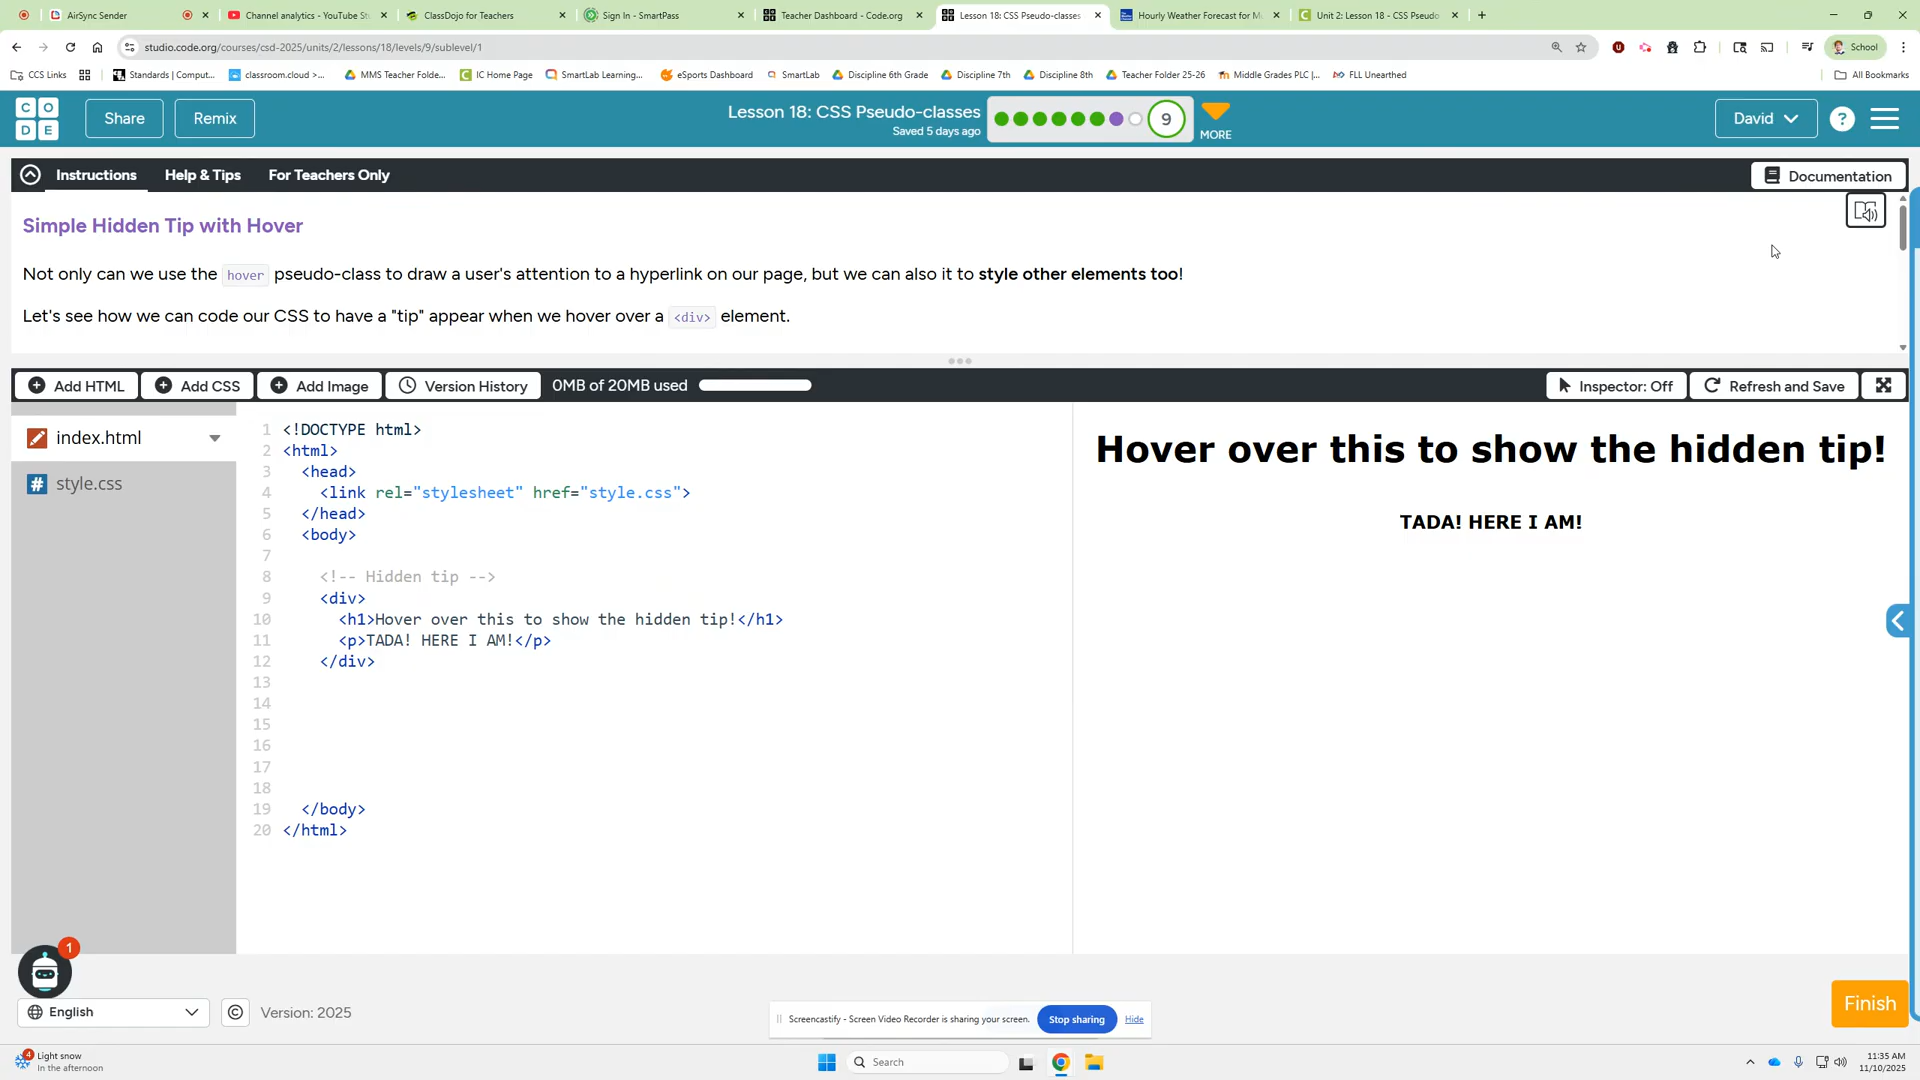 AirSync Sender
Channel analytics - YouTube St
ClassDojo for Teachers
Sign In - SmartPass
Teacher Dashboard - Code.org
Lesson 18: CSS Pseudo-classes
Hourly Weather Forecast for M
Unit 2: Lesson 18 - CSS Pseudo
studio.code.org/courses/csd-2025/units/2/lessons/18/levels/9/sublevel/1
School
CCS Links
Standards | Comput...
classroom.cloud >...
MMS Teacher Folde...
IC Home Page
SmartLab Learning...
eSports Dashboard
SmartLab
Discipline 6th Grade
Discipline 7th
Discipline 8th
Teacher Folder 25-26
Middle Grades PLC |...
FLL Unearthed
All Bookmarks
C O
D E
Share
Remix
Lesson 18: CSS Pseudo-classes
Saved 5 days ago
9
MORE
David
?
Instructions
Help & Tips
For Teachers Only
Documentation
Simple Hidden Tip with Hover
Not only can we use the hover pseudo-class to draw a user's attention to a hyperlink on our page, but we can also it to style other elements too!
Let's see how we can code our CSS to have a "tip" appear when we hover over a <div> element.
Add HTML
Add CSS
Add Image
Version History
0MB of 20MB used
Inspector: Off
Refresh and Save
index.html
style.css
1 <!DOCTYPE html>
2 <html>
3 <head>
4 <link rel="stylesheet" href="style.css">
5 </head>
6 <body>
7
8 <!-- Hidden tip -->
9 <div>
10 <h1>Hover over this to show the hidden tip!</h1>
11 <p>TADA! HERE I AM!</p>
12 </div>
13
14
15
16
17
18
19 </body>
20 </html>
Hover over this to show the hidden tip!
TADA! HERE I AM!
1
English
Version: 2025
Screencastify - Screen Video Recorder is sharing your screen.
Stop sharing
Hide
Finish
4
Light snow
In the afternoon
Search
11:35 AM
11/10/2025